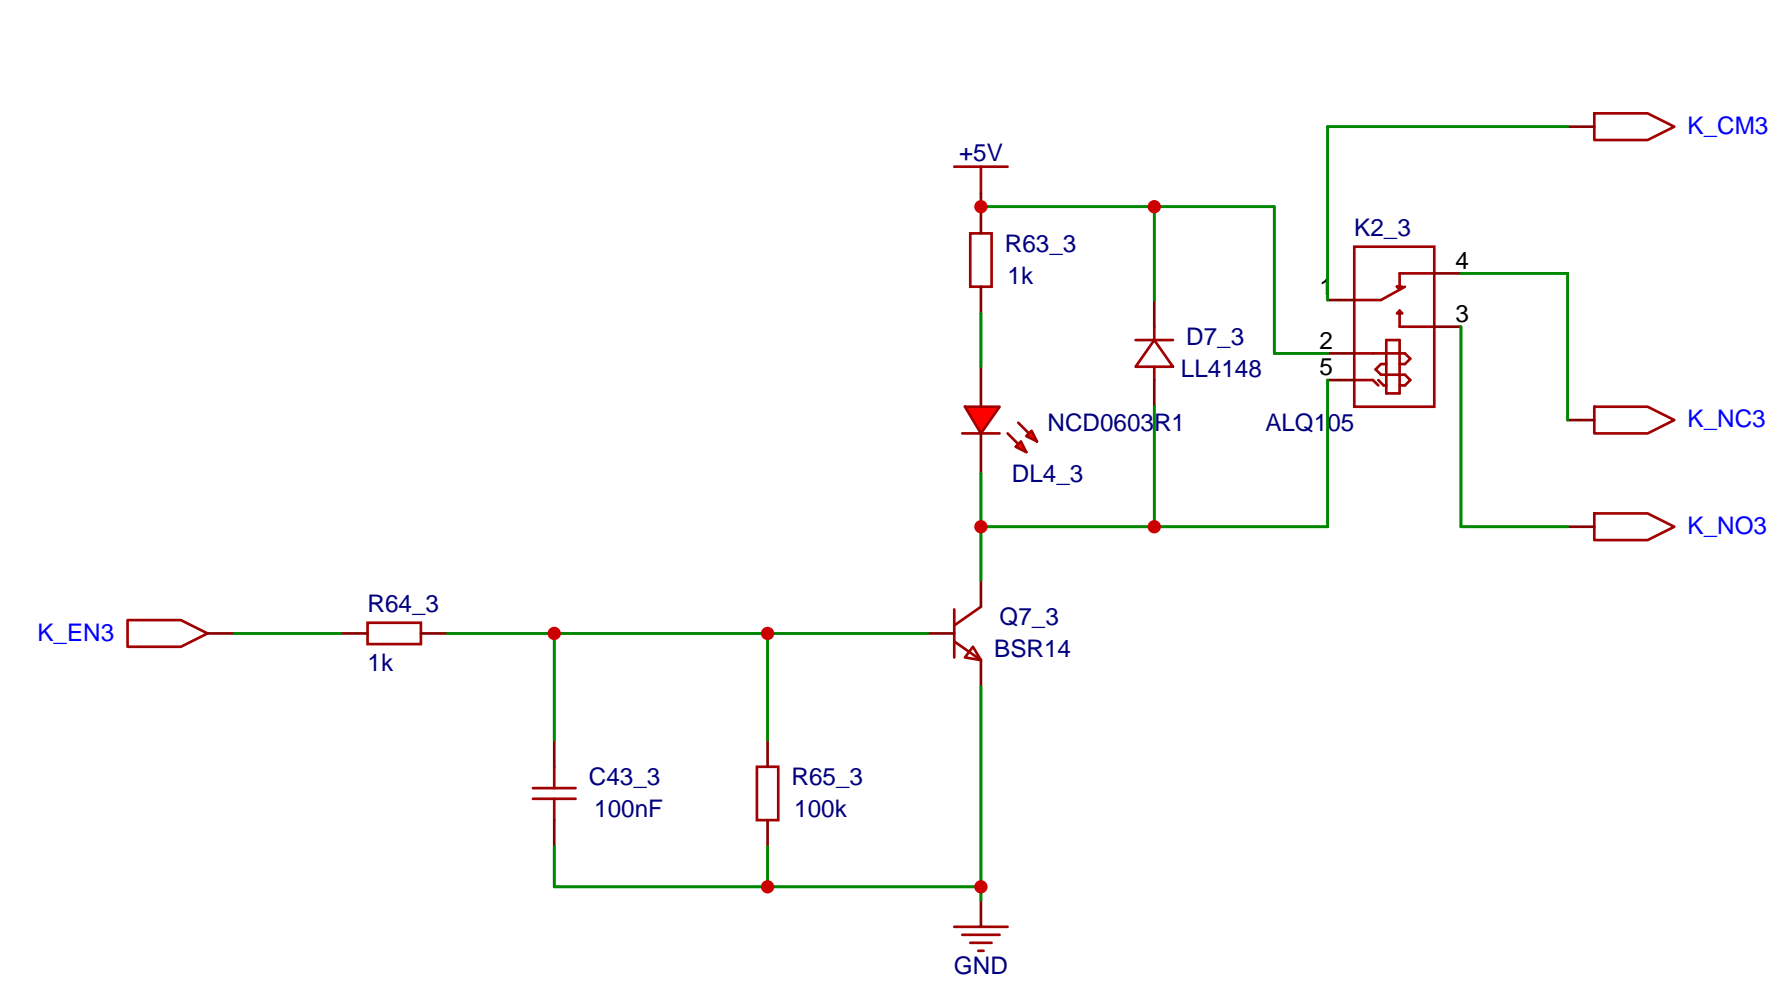 K_CM3
+5V
K2_3
R63_3
1k
4
1
3
D7_3
LL4148
2
5
NCD0603R1
ALQ105
K_NC3
DL4_3
K_NO3
R64_3
K_EN3
1k
Q7_3
BSR14
C43_3
100nF
R65_3
100k
GND